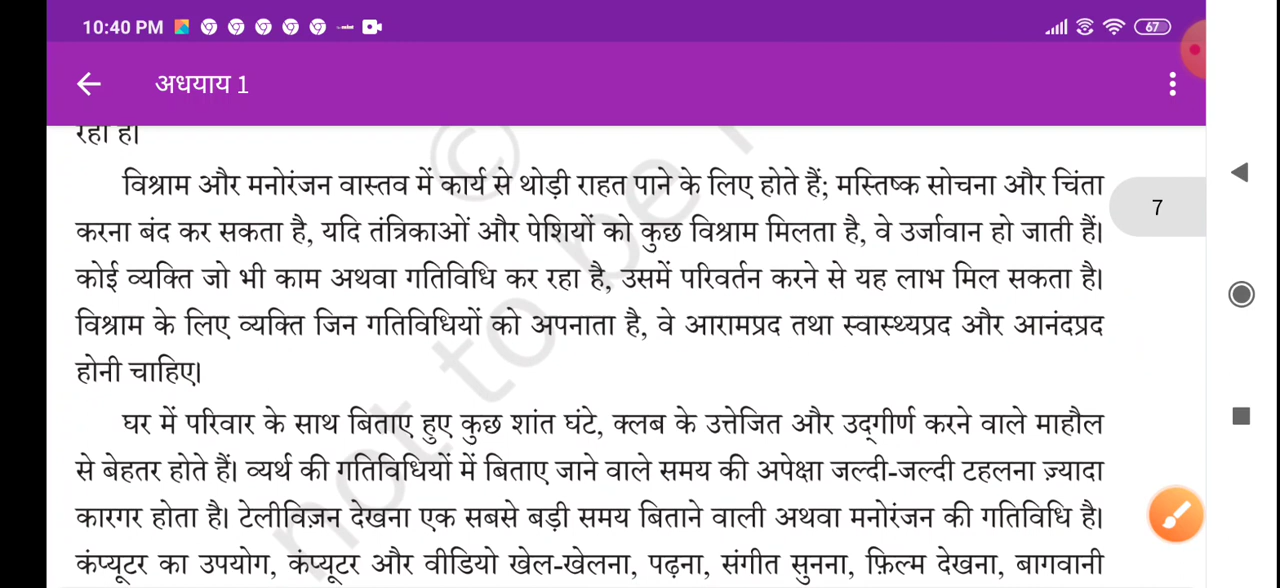 10:40 PM
67
अधयाय 1
रहा है।
विश्राम और मनोरंजन वास्तव में कार्य से थोड़ी राहत पाने के लिए होते हैं; मस्तिष्क सोचना और चिंता
करना बंद कर सकता है, यदि तंत्रिकाओं और पेशियों को कुछ विश्राम मिलता है, वे उर्जावान हो जाती हैं।
कोई व्यक्ति जो भी काम अथवा गतिविधि कर रहा है, उसमें परिवर्तन करने से यह लाभ मिल सकता है।
विश्राम के लिए व्यक्ति जिन गतिविधियों को अपनाता है, वे आरामप्रद तथा स्वास्थ्यप्रद और आनंदप्रद
होनी चाहिए।
7
घर में परिवार के साथ बिताए हुए कुछ शांत घंटे, क्लब के उत्तेजित और उद्गीर्ण करने वाले माहौल
से बेहतर होते हैं। व्यर्थ की गतिविधियों में बिताए जाने वाले समय की अपेक्षा जल्दी-जल्दी टहलना ज़्यादा
कारगर होता है। टेलीविज़न देखना एक सबसे बड़ी समय बिताने वाली अथवा मनोरंजन की गतिविधि है।
कंप्यूटर का उपयोग, कंप्यूटर और वीडियो खेल-खेलना, पढ़ना, संगीत सुनना, फ़िल्म देखना, बागवानी
© not to be r